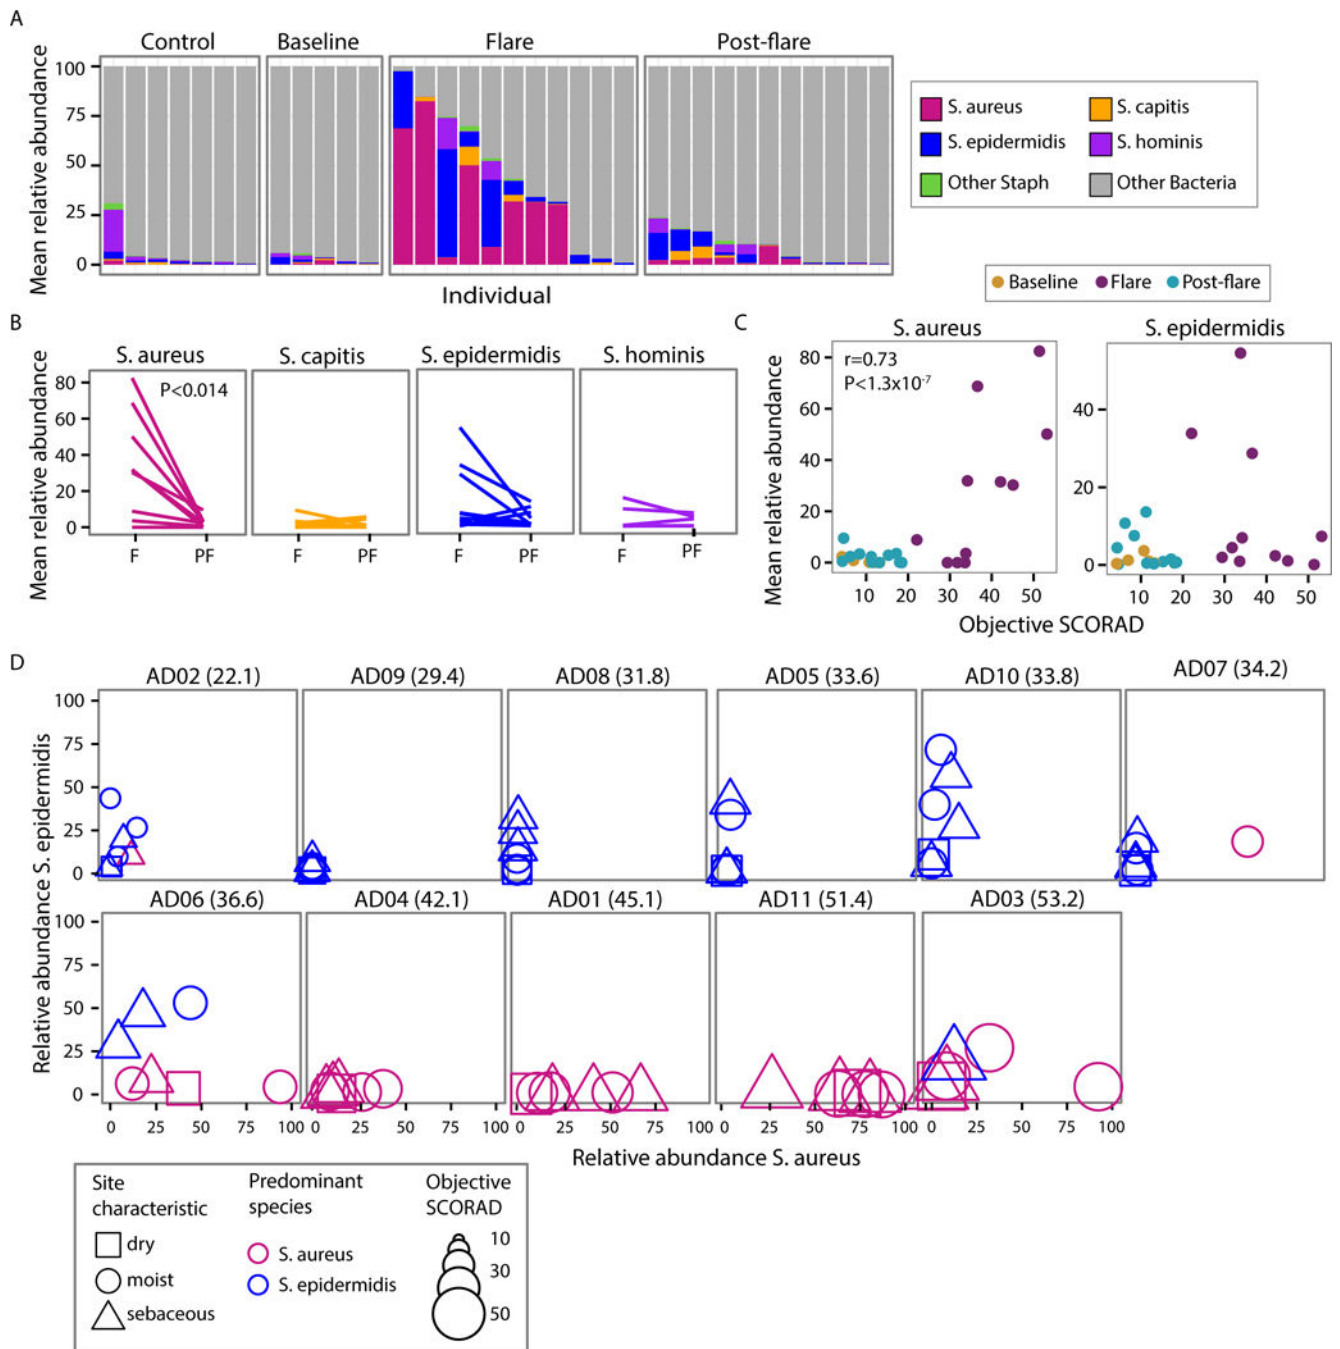 A
Control Baseline Flare Post-flare
Mean relative abundance
100
75
50
25
0
Individual
S. aureus S. capitis
S. epidermidis S. hominis
Other Staph Other Bacteria
Baseline Flare Post-flare
B
S. aureus S. capitis S. epidermidis S. hominis
P<0.014
Mean relative abundance
80
60
40
20
0
F PF F PF F PF F PF
C
S. aureus S. epidermidis
r=0.73
P<1.3x10⁻⁷
Mean relative abundance
80
60
40
20
0
40
20
0
10 20 30 40 50 10 20 30 40 50
Objective SCORAD
D
AD02 (22.1) AD09 (29.4) AD08 (31.8) AD05 (33.6) AD10 (33.8) AD07 (34.2)
Relative abundance S. epidermidis
100
75
50
25
0
AD06 (36.6) AD04 (42.1) AD01 (45.1) AD11 (51.4) AD03 (53.2)
100
75
50
25
0
0 25 50 75 100 0 25 50 75 100 0 25 50 75 100 0 25 50 75 100 0 25 50 75 100
Relative abundance S. aureus
Site characteristic
dry
moist
sebaceous
Predominant species
S. aureus
S. epidermidis
Objective SCORAD
10
30
50